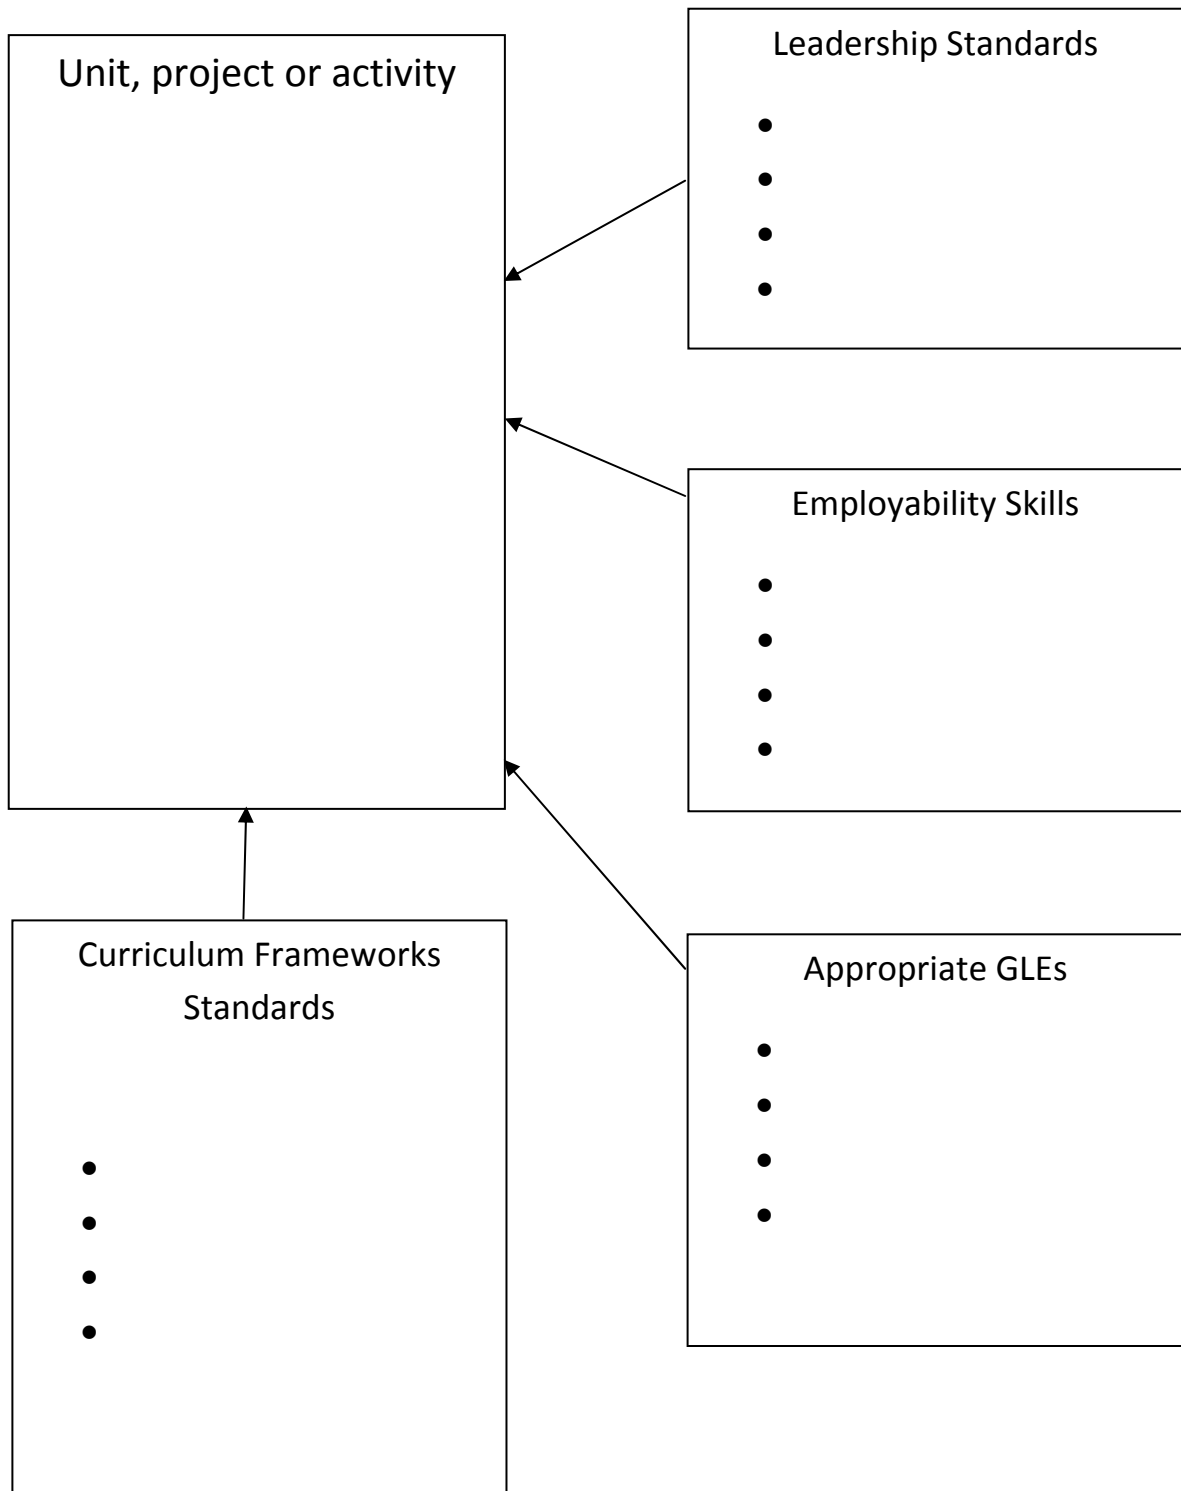 Unit, project or activity
Leadership Standards
•
•
•
•
Employability Skills
•
•
•
•
Curriculum Frameworks
Standards
•
•
•
•
Appropriate GLEs
•
•
•
•